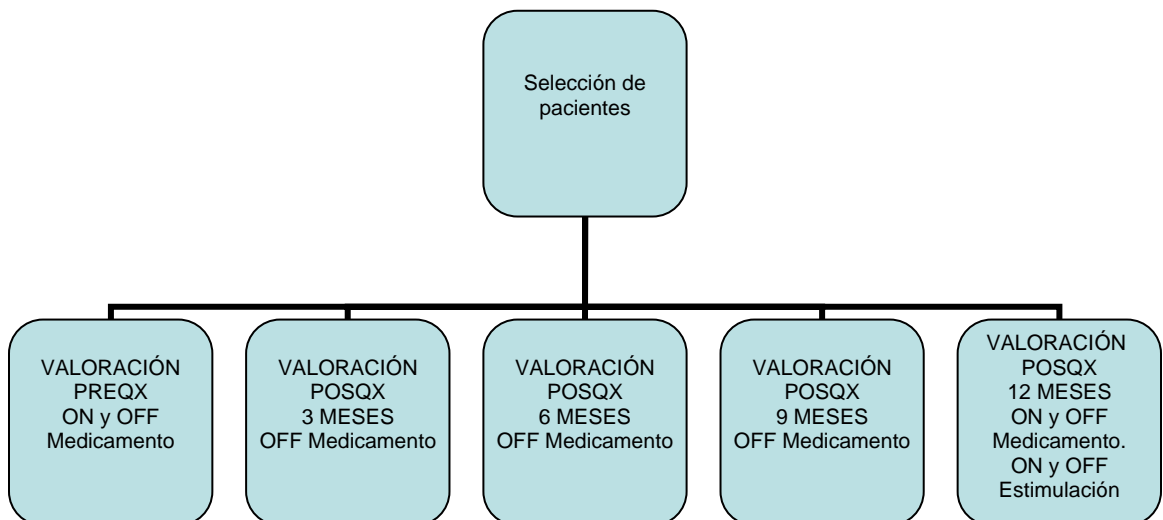 Selección de
pacientes
VALORACIÓN
PREQX
ON y OFF
Medicamento
VALORACIÓN
POSQX
3 MESES
OFF Medicamento
VALORACIÓN
POSQX
6 MESES
OFF Medicamento
VALORACIÓN
POSQX
9 MESES
OFF Medicamento
VALORACIÓN
POSQX
12 MESES
ON y OFF
Medicamento.
ON y OFF
Estimulación